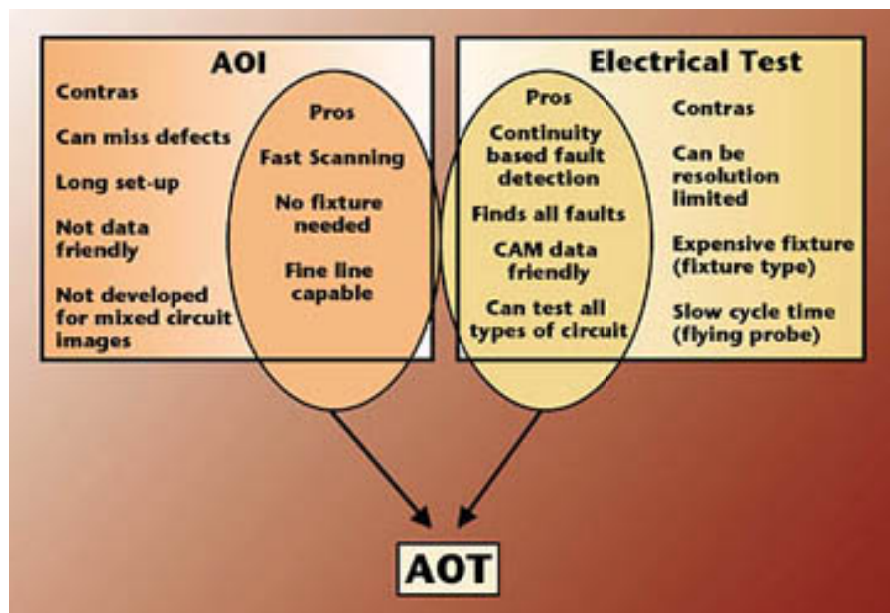 AOI
Contras
Can miss defects
Long set-up
Not data
friendly
Not developed
for mixed circuit
images
Pros
Fast Scanning
No fixture
needed
Fine line
capable
Electrical Test
Pros
Continuity
based fault
detection
Finds all faults
CAM data
friendly
Can test all
types of circuit
Contras
Can be
resolution
limited
Expensive fixture
(fixture type)
Slow cycle time
(flying probe)
AOT